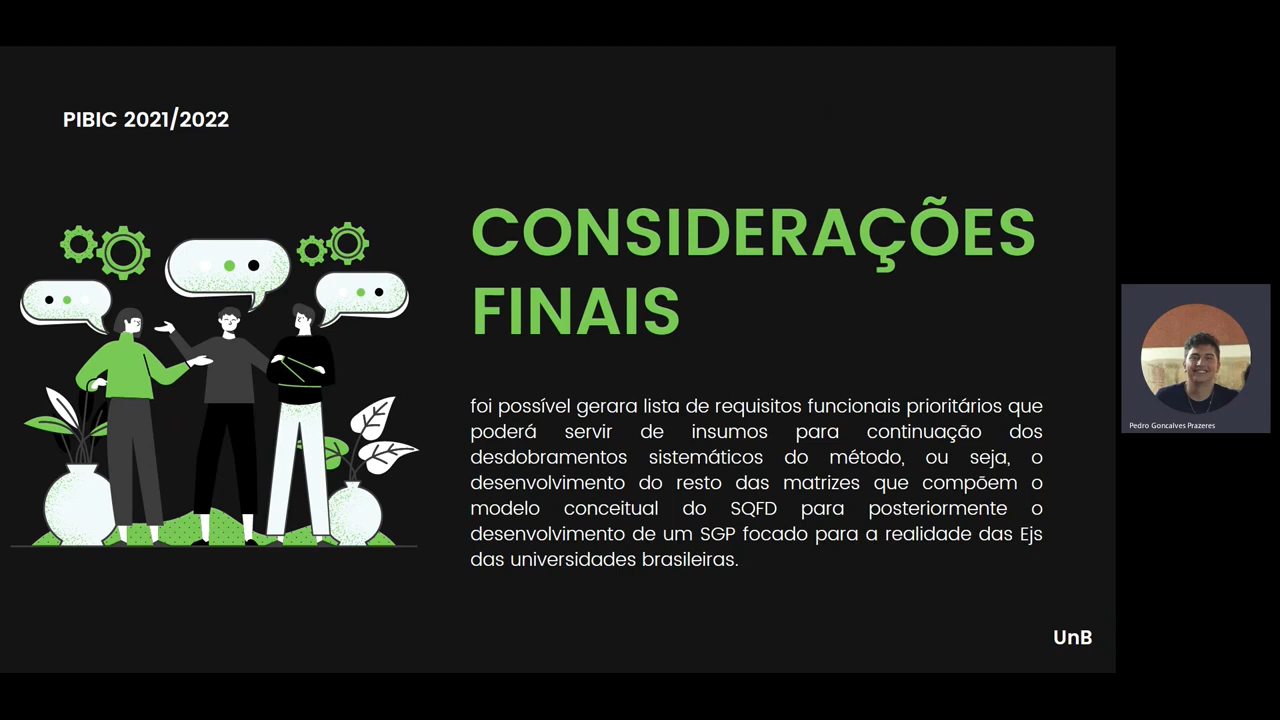 PIBIC 2021/2022
CONSIDERAÇÕES
FINAIS
foi possível gerara lista de requisitos funcionais prioritários que
poderá servir de insumos para continuação dos
desdobramentos sistemáticos do método, ou seja, o
desenvolvimento do resto das matrizes que compõem o
modelo conceitual do SQFD para posteriormente o
desenvolvimento de um SGP focado para a realidade das Ejs
das universidades brasileiras.
Pedro Goncalves Prazeres
UnB